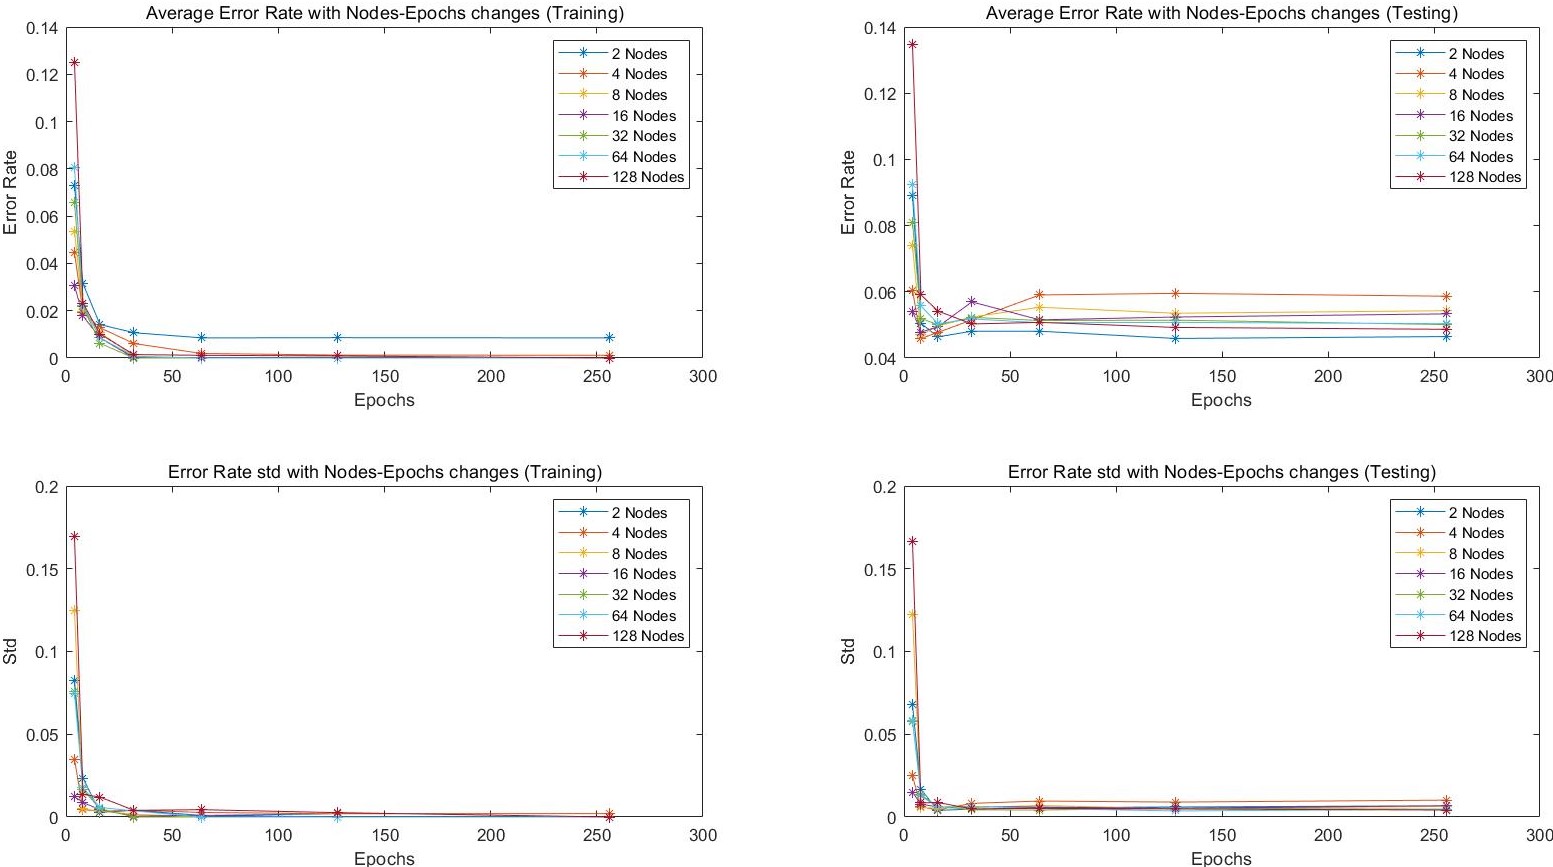 Average Error Rate with Nodes-Epochs changes (Training)
0.14
0.12
0.1
0.08
0.06
0.04
0.02
0
Error Rate
0 50 100 150 200 250 300
Epochs
2 Nodes
4 Nodes
8 Nodes
16 Nodes
32 Nodes
64 Nodes
128 Nodes
Average Error Rate with Nodes-Epochs changes (Testing)
0.14
0.12
0.1
0.08
0.06
0.04
Error Rate
0 50 100 150 200 250 300
Epochs
2 Nodes
4 Nodes
8 Nodes
16 Nodes
32 Nodes
64 Nodes
128 Nodes
Error Rate std with Nodes-Epochs changes (Training)
0.2
0.15
0.1
0.05
0
Std
0 50 100 150 200 250 300
Epochs
2 Nodes
4 Nodes
8 Nodes
16 Nodes
32 Nodes
64 Nodes
128 Nodes
Error Rate std with Nodes-Epochs changes (Testing)
0.2
0.15
0.1
0.05
0
Std
0 50 100 150 200 250 300
Epochs
2 Nodes
4 Nodes
8 Nodes
16 Nodes
32 Nodes
64 Nodes
128 Nodes